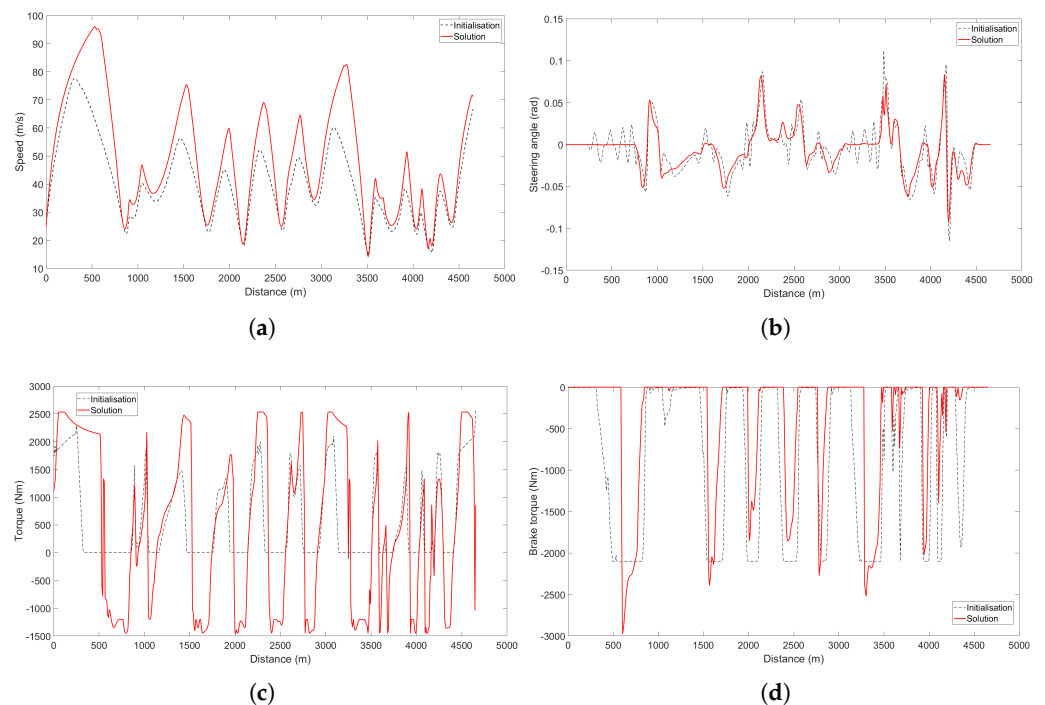 100
90
80
70
60
50
40
30
20
10
Speed (m/s)
0 500 1000 1500 2000 2500 3000 3500 4000 4500 5000
Distance (m)
Initialisation
Solution
(a)
0.15
0.1
0.05
0
-0.05
-0.1
-0.15
Steering angle (rad)
0 500 1000 1500 2000 2500 3000 3500 4000 4500 5000
Distance (m)
Initialisation
Solution
(b)
3000
2500
2000
1500
1000
500
0
-500
-1000
-1500
Torque (Nm)
0 500 1000 1500 2000 2500 3000 3500 4000 4500 5000
Distance (m)
Initialisation
Solution
(c)
0
-500
-1000
-1500
-2000
-2500
-3000
Brake torque (Nm)
0 500 1000 1500 2000 2500 3000 3500 4000 4500 5000
Distance (m)
Initialisation
Solution
(d)